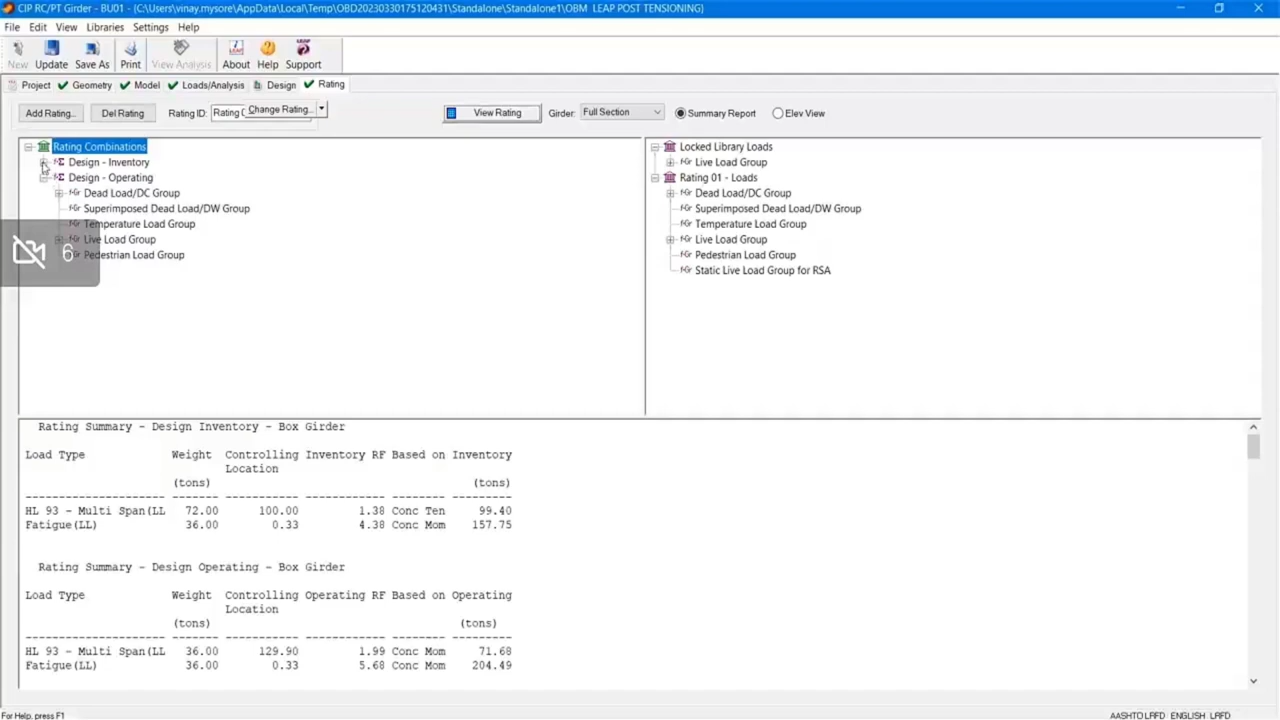 CIP RC/PT Girder - BU01 - (C:\Users\vinay.mysore\AppData\Local\Temp\OBD20230330175120431\Standalone\Standalone1\OBM LEAP POST TENSIONING)
File Edit View Libraries Settings Help
New Update Save As Print View Analysis About Help Support
Project Geometry Model Loads/Analysis Design Rating
Add Rating... Del Rating Rating ID: Rating Change Rating... View Rating Girder: Full Section Summary Report Elev View
Rating Combinations
Design - Inventory
Design - Operating
Dead Load/DC Group
Superimposed Dead Load/DW Group
Temperature Load Group
Live Load Group
Pedestrian Load Group
6
Locked Library Loads
Live Load Group
Rating 01 - Loads
Dead Load/DC Group
Superimposed Dead Load/DW Group
Temperature Load Group
Live Load Group
Pedestrian Load Group
Static Live Load Group for RSA
Rating Summary - Design Inventory - Box Girder
Load Type Weight Controlling Inventory RF Based on Inventory
Location
(tons) (tons)
HL 93 - Multi Span(LL 72.00 100.00 1.38 Conc Ten 99.40
Fatigue(LL) 36.00 0.33 4.38 Conc Mom 157.75
Rating Summary - Design Operating - Box Girder
Load Type Weight Controlling Operating RF Based on Operating
Location
(tons) (tons)
HL 93 - Multi Span(LL 36.00 129.90 1.99 Conc Mom 71.68
Fatigue(LL) 36.00 0.33 5.68 Conc Mom 204.49
For Help, press F1
AASHTO LRFD ENGLISH LRFD